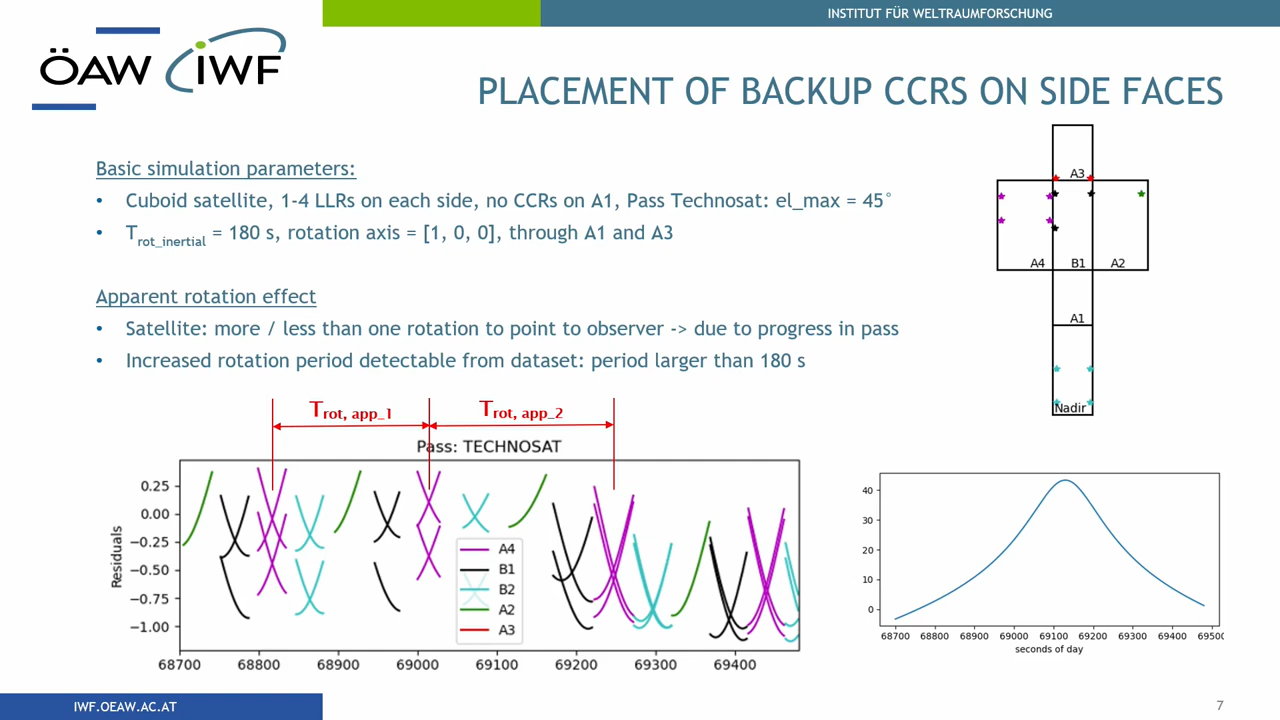 INSTITUT FÜR WELTRAUMFORSCHUNG
ÖAW IWF
PLACEMENT OF BACKUP CCRS ON SIDE FACES
Basic simulation parameters:
• Cuboid satellite, 1-4 LLRs on each side, no CCRs on A1, Pass Technosat: el_max = 45°
• Trot_inertial = 180 s, rotation axis = [1, 0, 0], through A1 and A3
Apparent rotation effect
• Satellite: more / less than one rotation to point to observer -> due to progress in pass
• Increased rotation period detectable from dataset: period larger than 180 s
A3
A4 B1 A2
A1
Nadir
Trot, app_1 Trot, app_2
Pass: TECHNOSAT
Residuals
0.25
0.00
−0.25
−0.50
−0.75
−1.00
A4
B1
B2
A2
A3
68700 68800 68900 69000 69100 69200 69300 69400
40
30
20
10
0
68700 68800 68900 69000 69100 69200 69300 69400 69500
seconds of day
IWF.OEAW.AC.AT
7